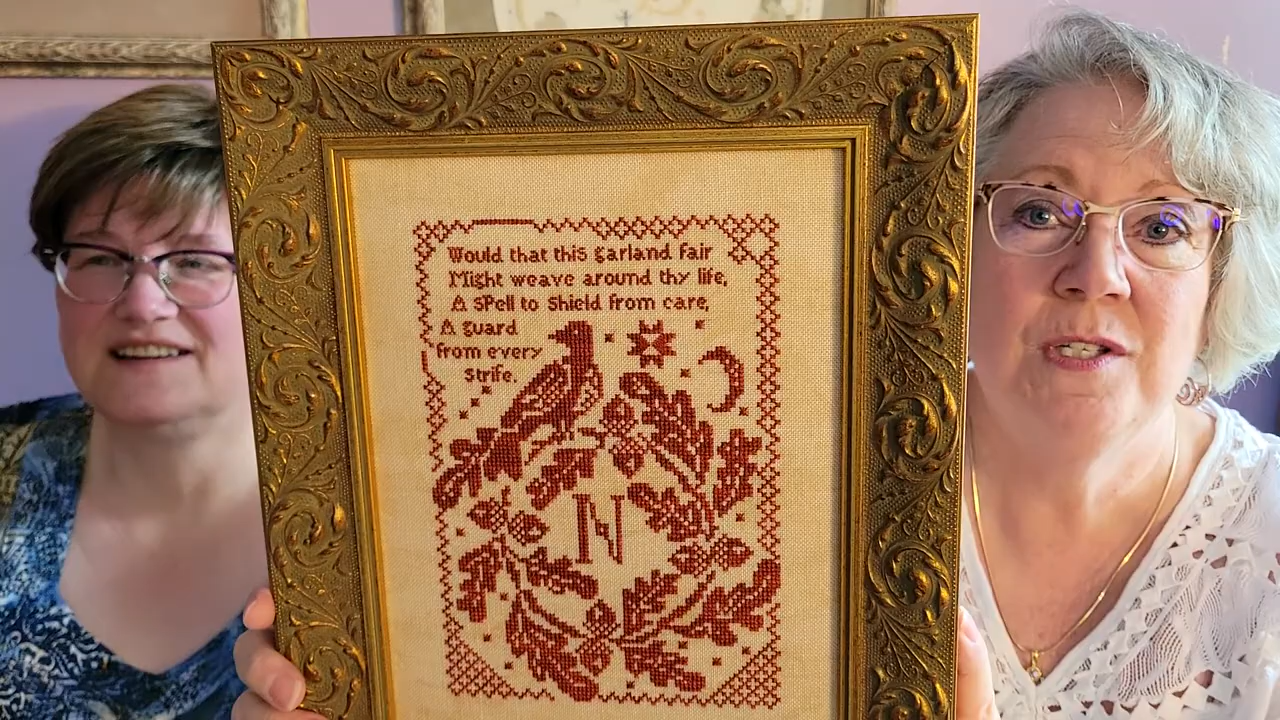 Would that this garland fair
Might weave around thy life,
A spell to shield from care,
A guard
from every
strife.
N